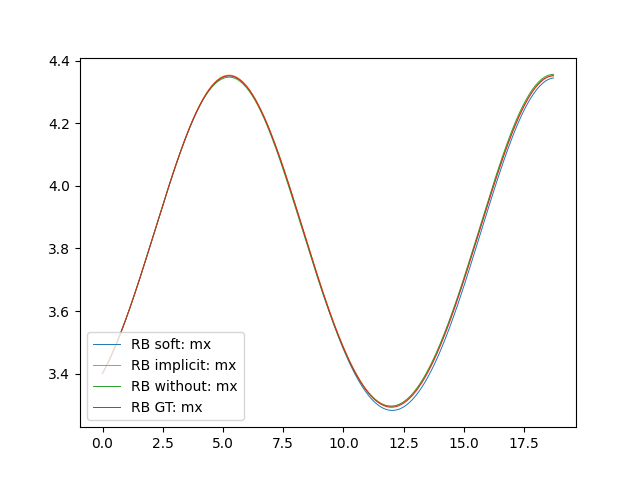 4.4
4.2
4.0
3.8
3.6
3.4
RB soft: mx
RB implicit: mx
RB without: mx
RB GT: mx
0.0 2.5 5.0 7.5 10.0 12.5 15.0 17.5